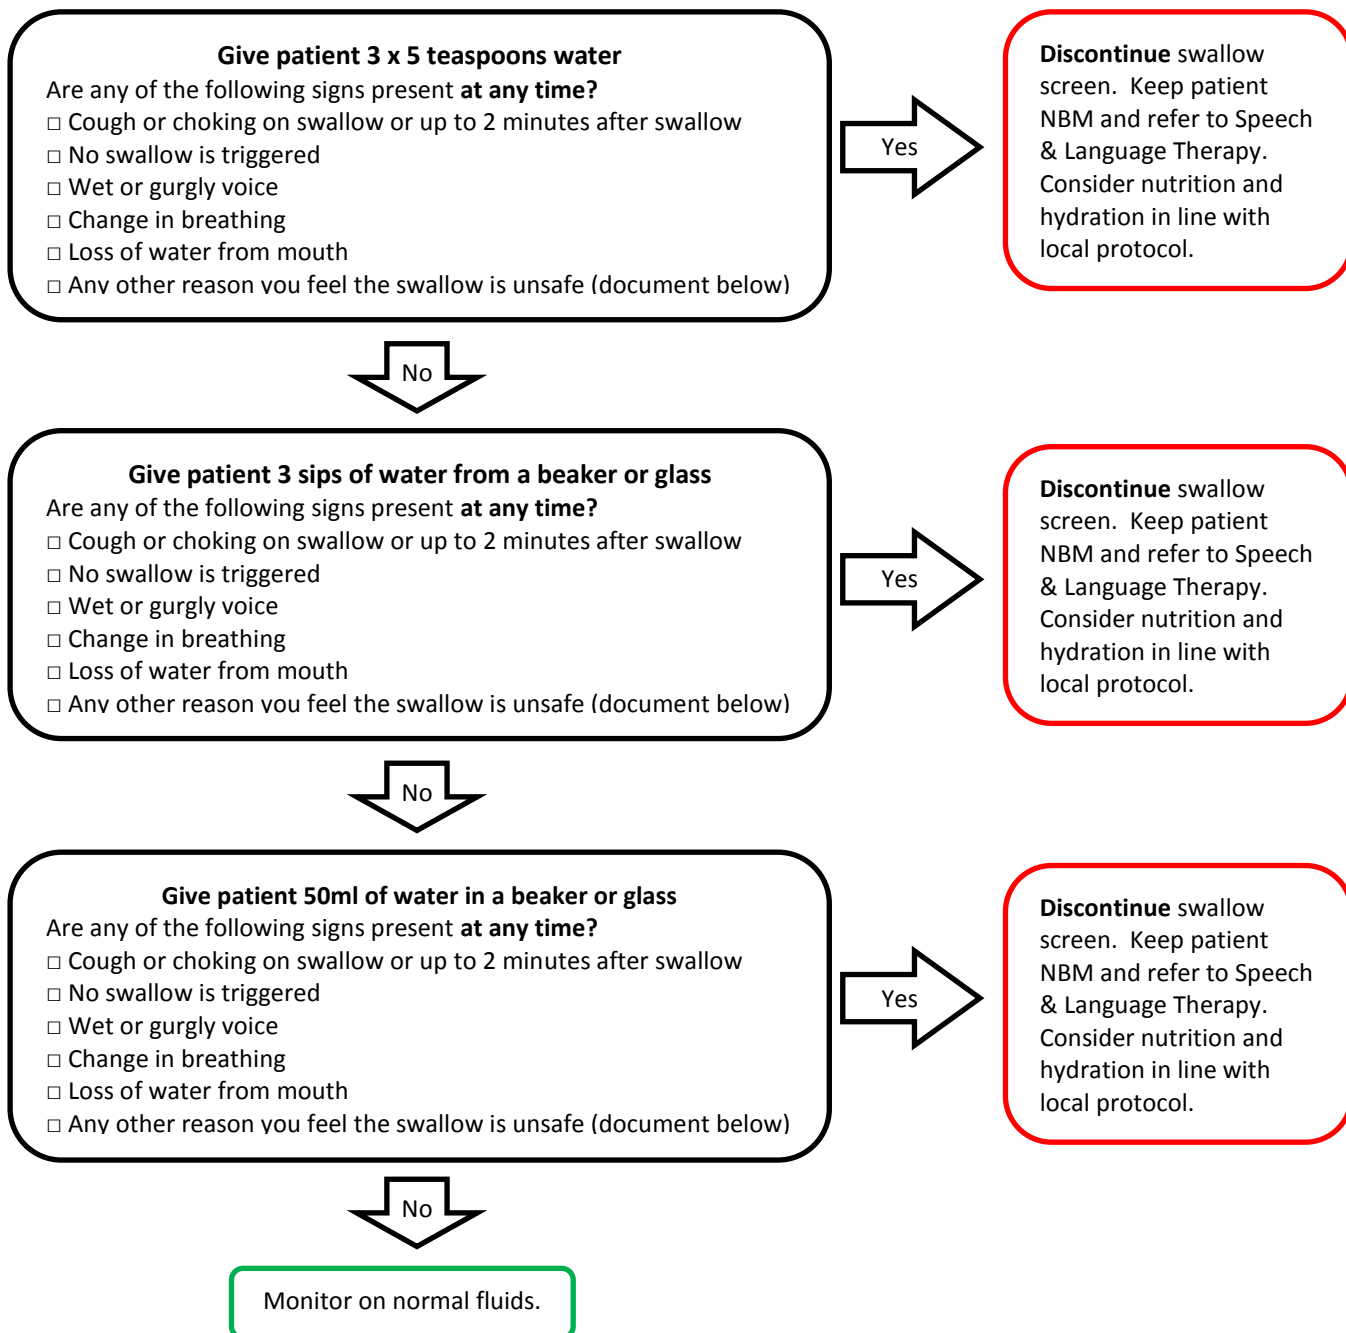 Give patient 3 x 5 teaspoons water
Are any of the following signs present at any time?
□ Cough or choking on swallow or up to 2 minutes after swallow
□ No swallow is triggered
□ Wet or gurgly voice
□ Change in breathing
□ Loss of water from mouth
□ Any other reason you feel the swallow is unsafe (document below)
Yes
Discontinue swallow
screen. Keep patient
NBM and refer to Speech
& Language Therapy.
Consider nutrition and
hydration in line with
local protocol.
No
Give patient 3 sips of water from a beaker or glass
Are any of the following signs present at any time?
□ Cough or choking on swallow or up to 2 minutes after swallow
□ No swallow is triggered
□ Wet or gurgly voice
□ Change in breathing
□ Loss of water from mouth
□ Any other reason you feel the swallow is unsafe (document below)
Yes
Discontinue swallow
screen. Keep patient
NBM and refer to Speech
& Language Therapy.
Consider nutrition and
hydration in line with
local protocol.
No
Give patient 50ml of water in a beaker or glass
Are any of the following signs present at any time?
□ Cough or choking on swallow or up to 2 minutes after swallow
□ No swallow is triggered
□ Wet or gurgly voice
□ Change in breathing
□ Loss of water from mouth
□ Any other reason you feel the swallow is unsafe (document below)
Yes
Discontinue swallow
screen. Keep patient
NBM and refer to Speech
& Language Therapy.
Consider nutrition and
hydration in line with
local protocol.
No
Monitor on normal fluids.